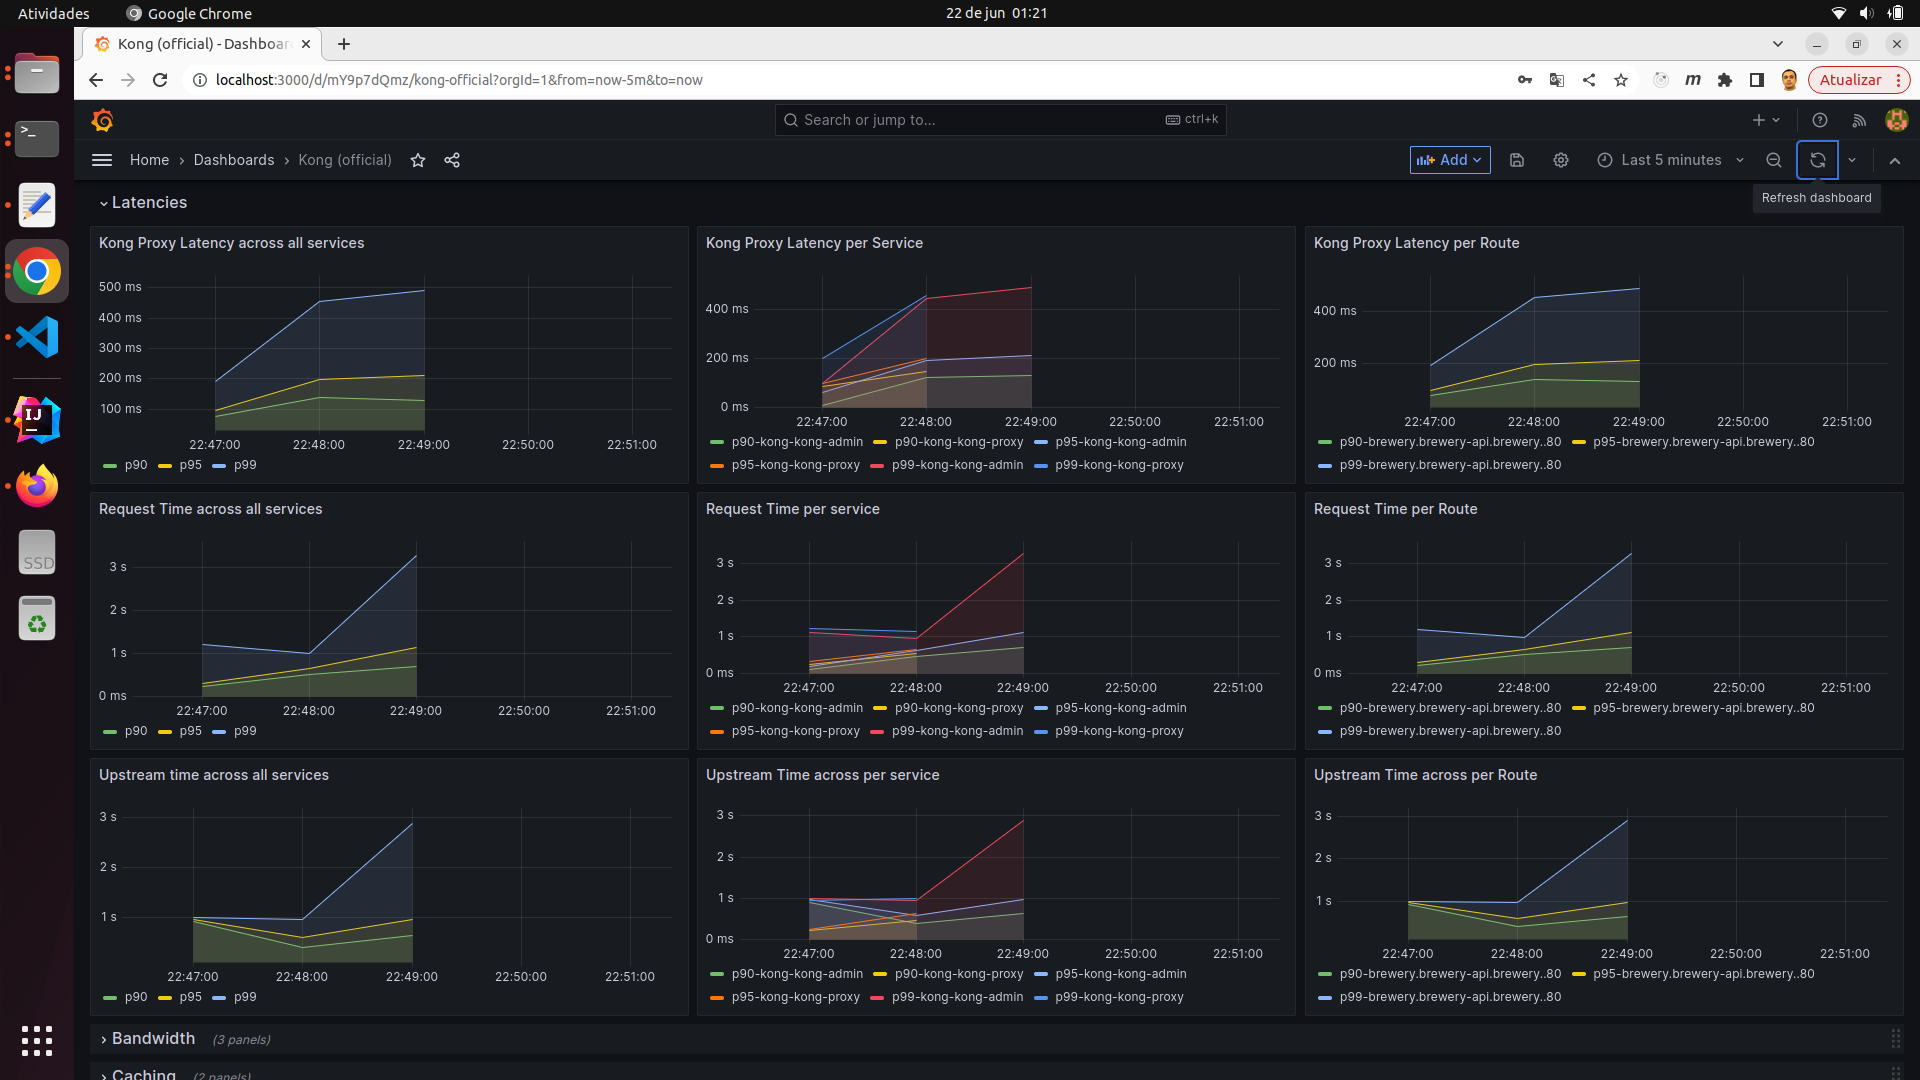 Atividades
Google Chrome
22 de jun 01:21
Kong (official) - Dashboar
localhost:3000/d/mY9p7dQmz/kong-official?orgId=1&from=now-5m&to=now
Atualizar
Search or jump to...
ctrl+k
Home › Dashboards › Kong (official)
Add
Last 5 minutes
Refresh dashboard
Latencies
Kong Proxy Latency across all services
500 ms
400 ms
300 ms
200 ms
100 ms
22:47:00 22:48:00 22:49:00 22:50:00 22:51:00
p90 p95 p99
Kong Proxy Latency per Service
400 ms
200 ms
0 ms
22:47:00 22:48:00 22:49:00 22:50:00 22:51:00
p90-kong-kong-admin p90-kong-kong-proxy p95-kong-kong-admin
p95-kong-kong-proxy p99-kong-kong-admin p99-kong-kong-proxy
Kong Proxy Latency per Route
400 ms
200 ms
22:47:00 22:48:00 22:49:00 22:50:00 22:51:00
p90-brewery.brewery-api.brewery..80 p95-brewery.brewery-api.brewery..80
p99-brewery.brewery-api.brewery..80
Request Time across all services
3 s
2 s
1 s
0 ms
22:47:00 22:48:00 22:49:00 22:50:00 22:51:00
p90 p95 p99
Request Time per service
3 s
2 s
1 s
0 ms
22:47:00 22:48:00 22:49:00 22:50:00 22:51:00
p90-kong-kong-admin p90-kong-kong-proxy p95-kong-kong-admin
p95-kong-kong-proxy p99-kong-kong-admin p99-kong-kong-proxy
Request Time per Route
3 s
2 s
1 s
0 ms
22:47:00 22:48:00 22:49:00 22:50:00 22:51:00
p90-brewery.brewery-api.brewery..80 p95-brewery.brewery-api.brewery..80
p99-brewery.brewery-api.brewery..80
Upstream time across all services
3 s
2 s
1 s
22:47:00 22:48:00 22:49:00 22:50:00 22:51:00
p90 p95 p99
Upstream Time across per service
3 s
2 s
1 s
0 ms
22:47:00 22:48:00 22:49:00 22:50:00 22:51:00
p90-kong-kong-admin p90-kong-kong-proxy p95-kong-kong-admin
p95-kong-kong-proxy p99-kong-kong-admin p99-kong-kong-proxy
Upstream Time across per Route
3 s
2 s
1 s
22:47:00 22:48:00 22:49:00 22:50:00 22:51:00
p90-brewery.brewery-api.brewery..80 p95-brewery.brewery-api.brewery..80
p99-brewery.brewery-api.brewery..80
Bandwidth (3 panels)
Caching (2 panels)
>_
IJ
SSD
m